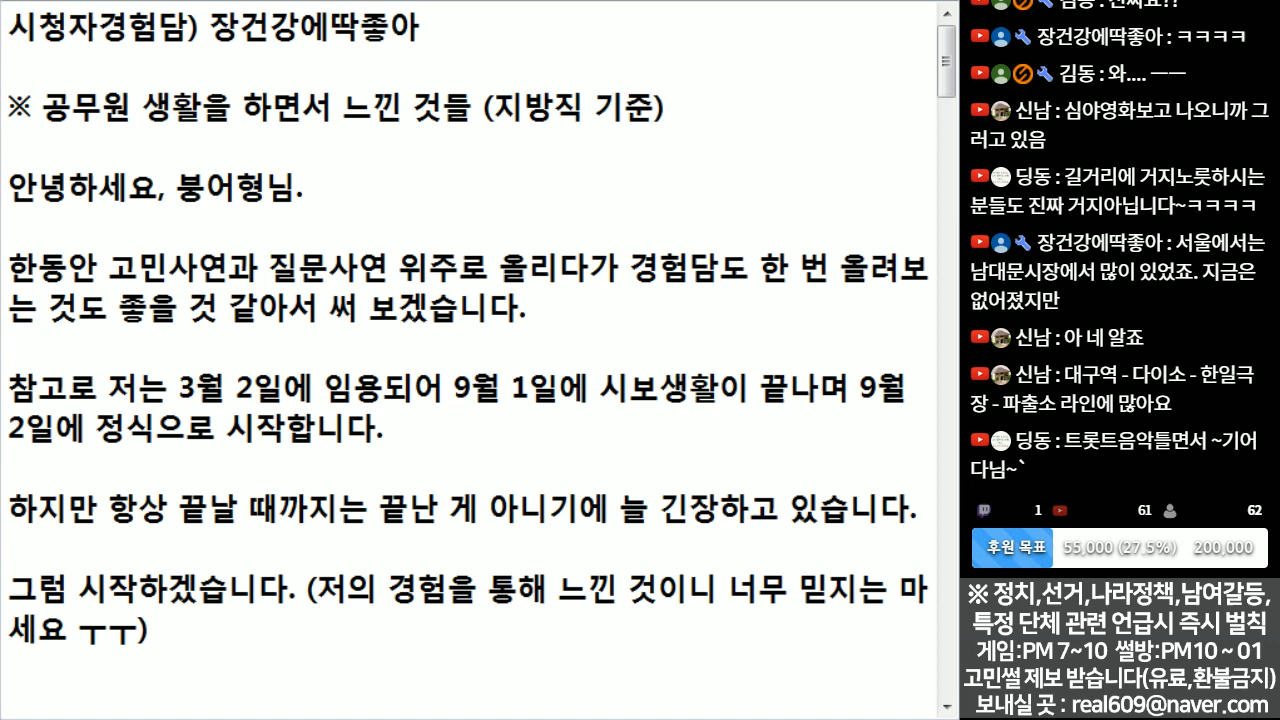 시청자경험담) 장건강에딱좋아
※ 공무원 생활을 하면서 느낀 것들 (지방직 기준)
안녕하세요, 붕어형님.
한동안 고민사연과 질문사연 위주로 올리다가 경험담도 한 번 올려보
는 것도 좋을 것 같아서 써 보겠습니다.
참고로 저는 3월 2일에 임용되어 9월 1일에 시보생활이 끝나며 9월
2일에 정식으로 시작합니다.
하지만 항상 끝날 때까지는 끝난 게 아니기에 늘 긴장하고 있습니다.
그럼 시작하겠습니다. (저의 경험을 통해 느낀 것이니 너무 믿지는 마
세요 ㅜㅜ)
김동 : 진짜요??
장건강에딱좋아 : ㅋㅋㅋㅋ
김동 : 와.... ㅡㅡ
신남 : 심야영화보고 나오니까 그
러고 있음
딩동 : 길거리에 거지노릇하시는
분들도 진짜 거지아닙니다~ㅋㅋㅋㅋ
장건강에딱좋아 : 서울에서는
남대문시장에서 많이 있었죠. 지금은
없어졌지만
신남 : 아 네 알죠
신남 : 대구역 - 다이소 - 한일극
장 - 파출소 라인에 많아요
딩동 : 트롯트음악틀면서 ~기어
다님~`
1 61 62
후원 목표 55,000 (27.5%) 200,000
※ 정치,선거,나라정책,남여갈등,
특정 단체 관련 언급시 즉시 벌칙
게임:PM 7~10 썰방:PM10 ~ 01
고민썰 제보 받습니다(유료,환불금지)
보내실 곳 : real609@naver.com